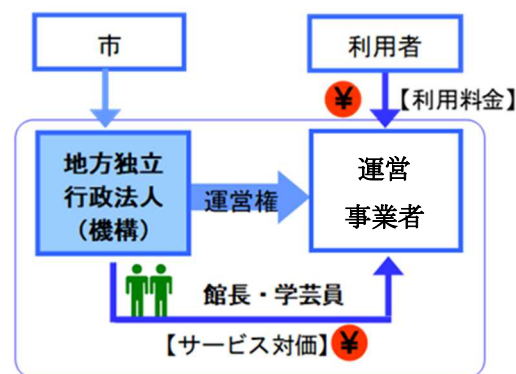 市
利用者
¥
【利用料金】
地方独立
行政法人
（機構）
運営権
運営
事業者
館長・学芸員
【サービス対価】
¥